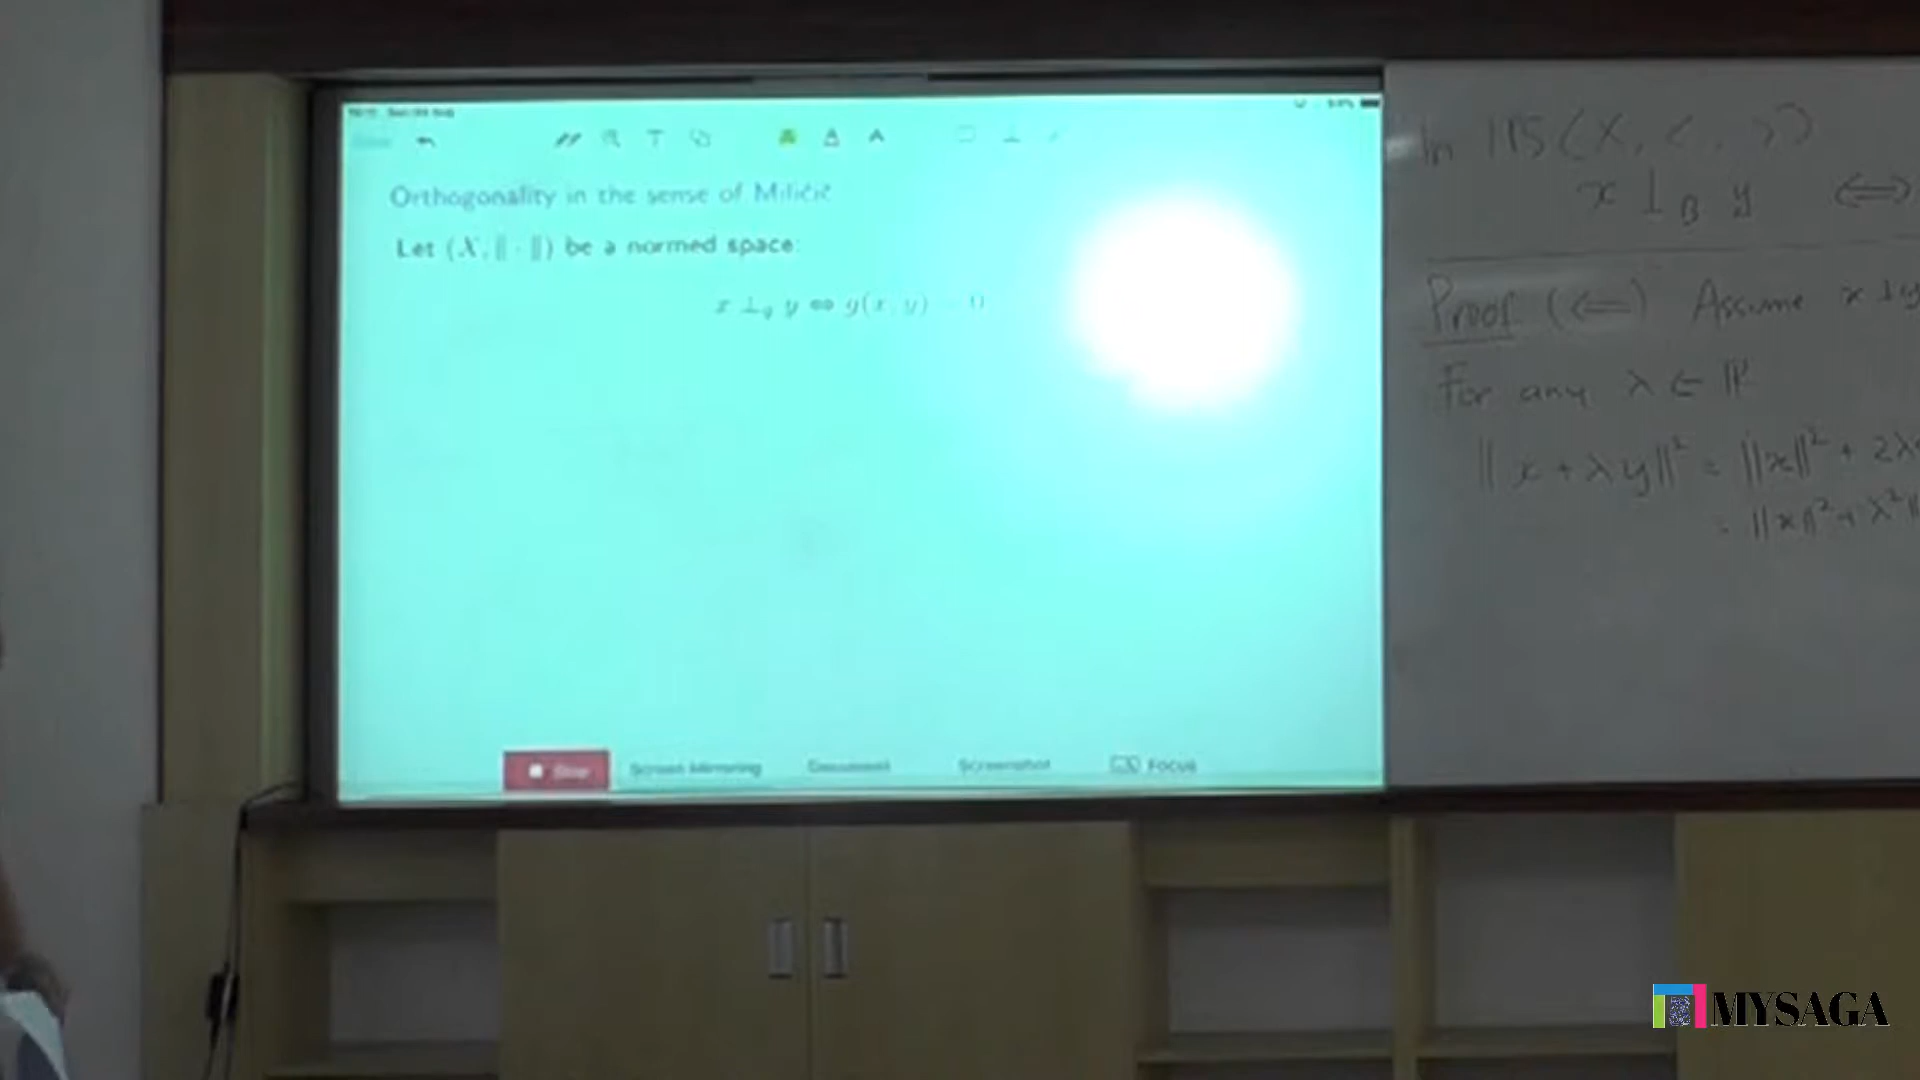 Orthogonality in the sense of Miličić
Let (X, ‖ · ‖) be a normed space:
x ⊥g y ⇔ g(x, y) = 0
Stop
Screen Mirroring
Document
Screenshot
Focus
In IPS (X, < , >)
x ⊥B y ⇔
Proof (⇐) Assume x ⊥ y
For any λ ∈ ℝ
‖x + λy‖² = ‖x‖² + 2λ
= ‖x‖² + λ²‖
MYSAGA